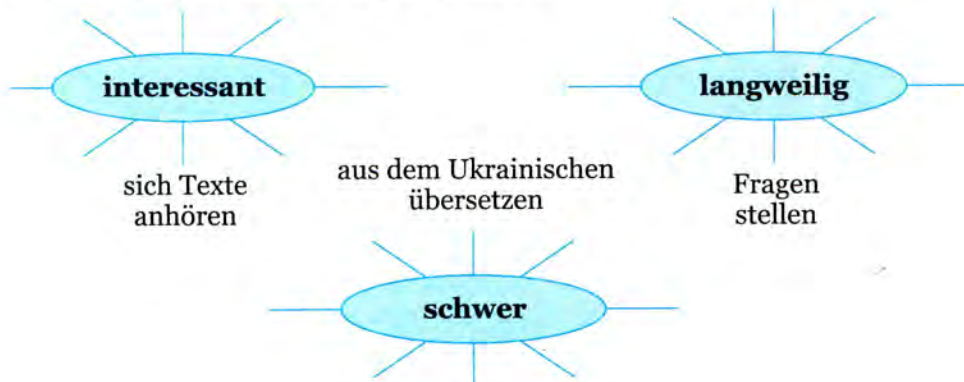 interessant
langweilig
sich Texte
anhören
aus dem Ukrainischen
übersetzen
Fragen
stellen
schwer